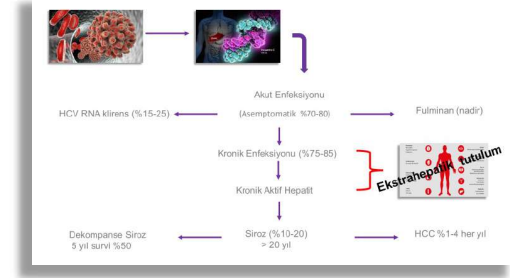 Akut Enfeksiyonu
HCV RNA klirens (%15-25)
(Asemptomatik %70-80)
Fulminan (nadir)
Kronik Enfeksiyonu (%75-85)
Ekstrahepatik tutulum
Kronik Aktif Hepatit
Dekompanse Siroz
5 yıl survi %50
Siroz (%10-20)
> 20 yıl
HCC %1-4 her yıl